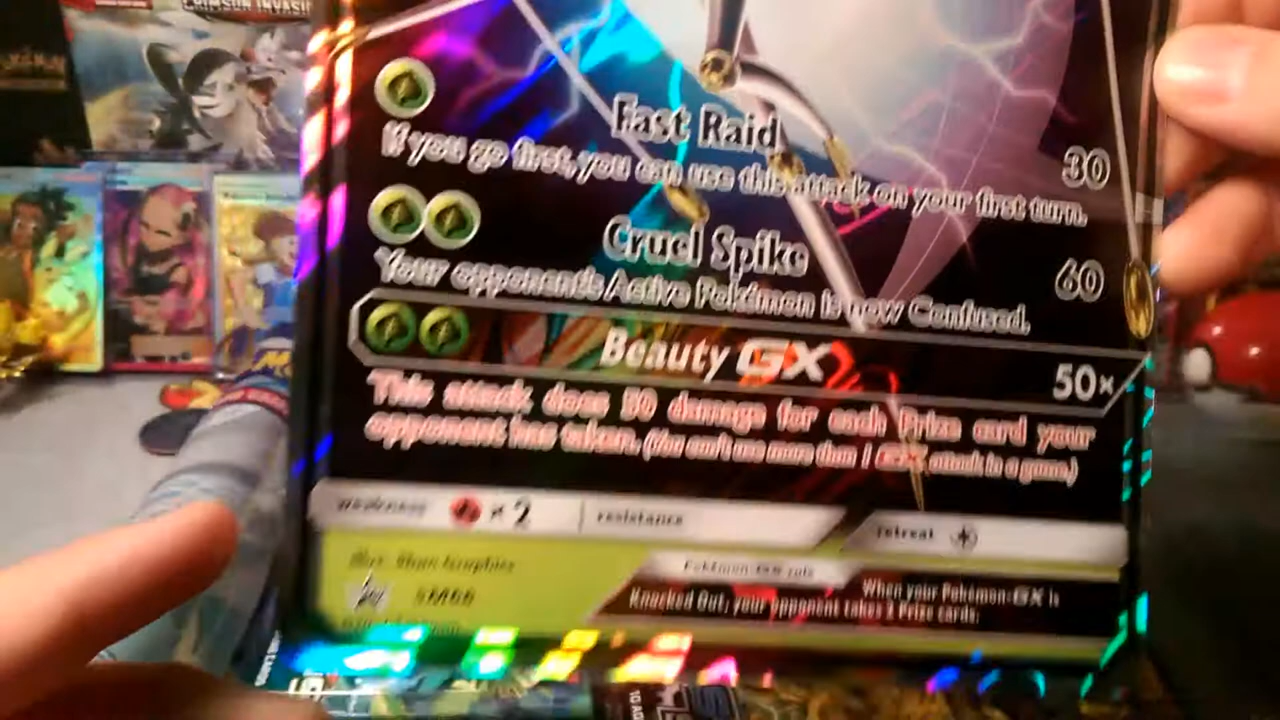 CRIMSON INVASI
Fast Raid
30
If you go first, you can use this attack on your first turn.
Cruel Spike
60
Your opponent's Active Pokémon is now Confused.
Beauty GX
50×
This attack does 50 damage for each Prize card your
opponent has taken. (You can't use more than 1 GX attack in a game.)
weakness × 2 resistance retreat
Pokémon-GX rule
When your Pokémon-GX is
Knocked Out, your opponent takes 2 Prize cards.